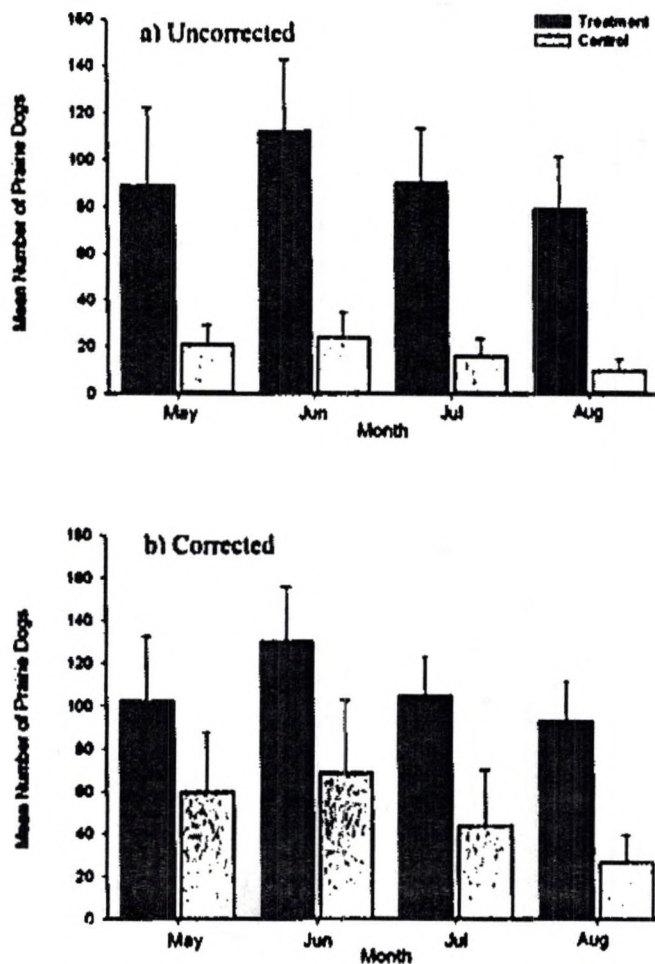 160
a) Uncorrected
Treatment
Control
140
120
100
80
60
40
20
0
Mean Number of Prairie Dogs
May
Jun
Jul
Aug
Month
180
b) Corrected
160
140
120
100
80
60
40
20
0
Mean Number of Prairie Dogs
May
Jun
Jul
Aug
Month